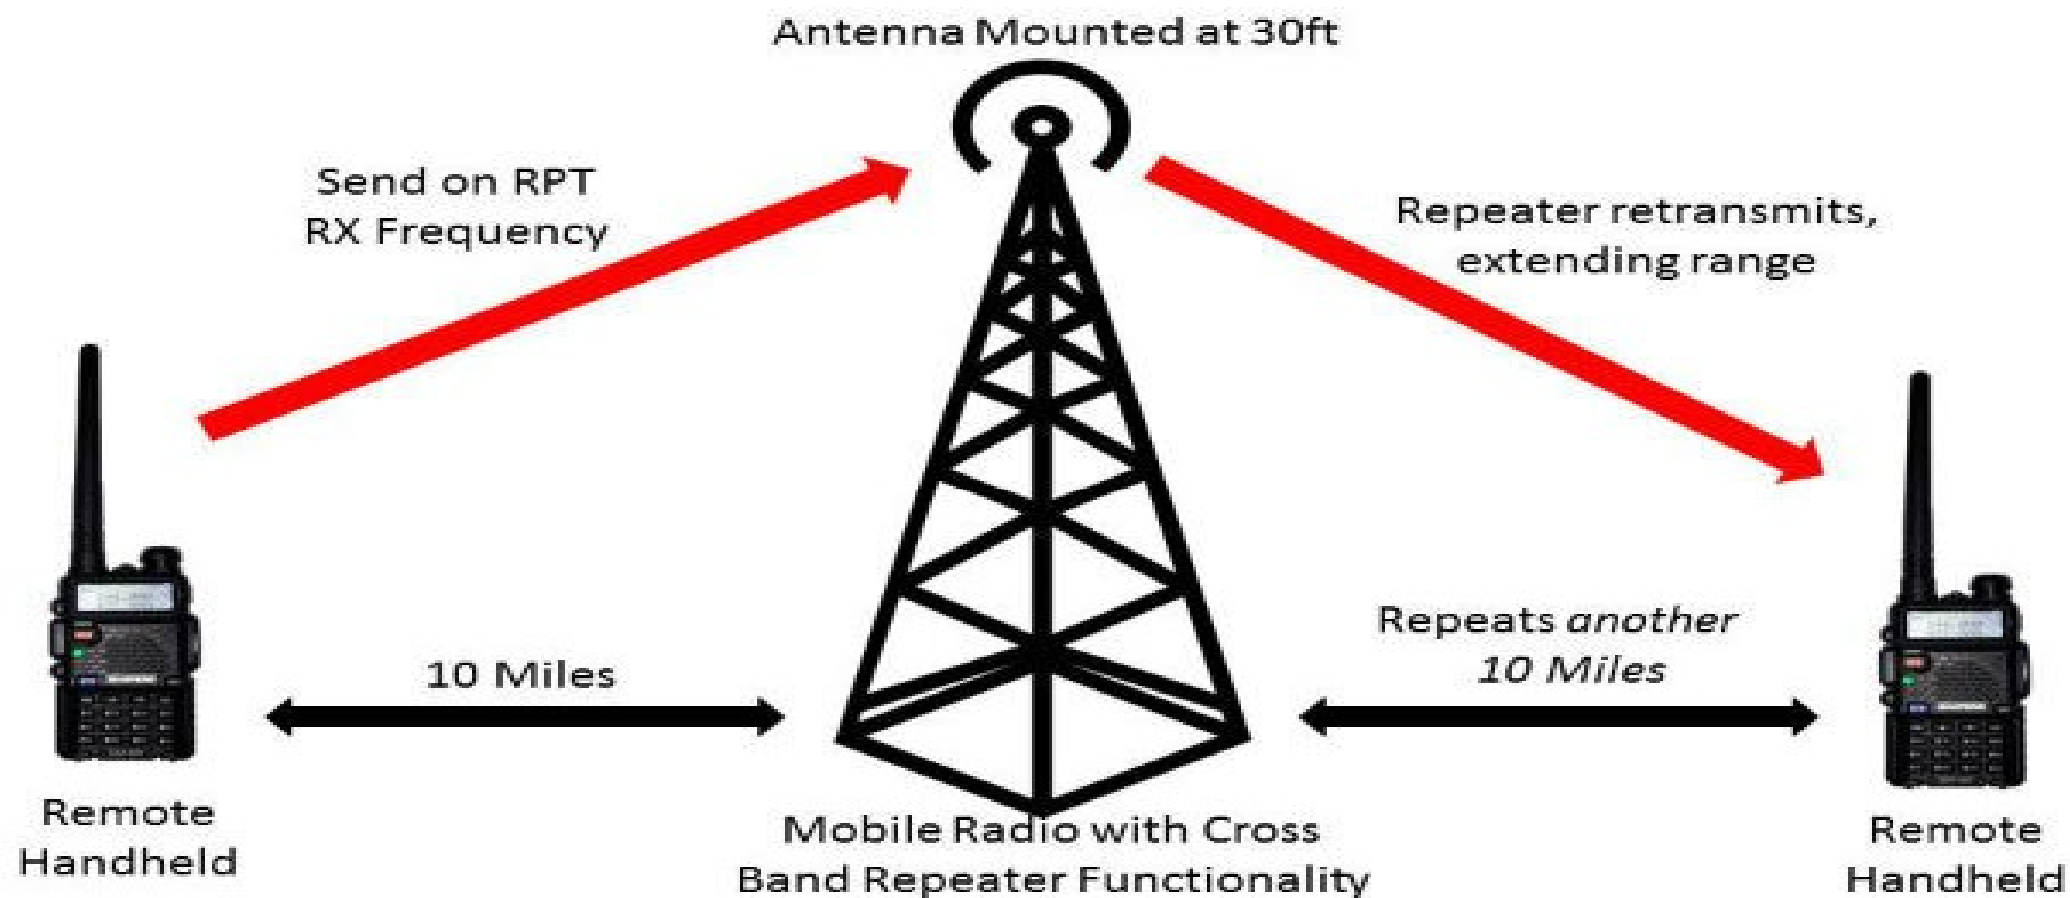 Antenna Mounted at 30ft
Send on RPT
RX Frequency
Repeater retransmits,
extending range
10 Miles
Repeats another
10 Miles
Remote
Handheld
Mobile Radio with Cross
Band Repeater Functionality
Remote
Handheld